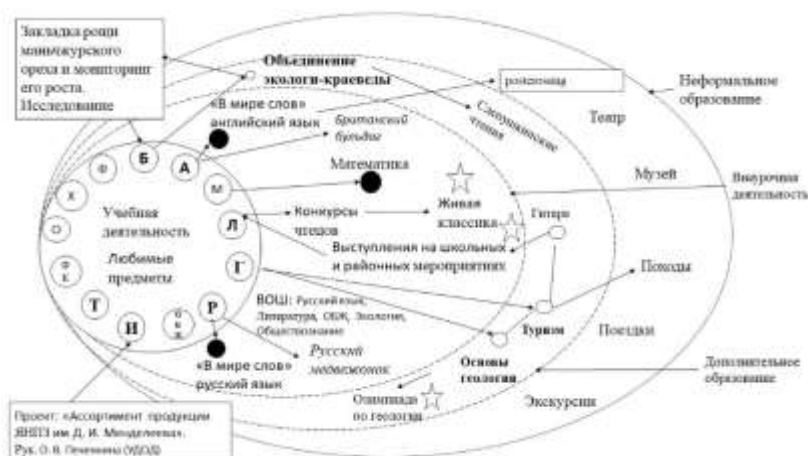 Закладка рощи
маньчжурского
ореха и мониторинг
его роста.
Исследование
Объединение
экологи-краеведы
Неформальное
образование
Театр
чтения
«В мире слов»
английский язык
Британский
бульдог
Математика
Музей
Внеурочная
деятельность
Б
А
М
Л
Г
Р
И
Т
О
Х
Ф
Учебная
деятельность
Любимые
предметы
Конкурсы
чтецов
Живая
классика
Гитара
Выступления на школьных
и районных мероприятиях
Походы
ВОШ: Русский язык,
Литература, ОБЖ, Экология,
Обществознание
Туризм
Поездки
«В мире слов»
русский язык
Русский
медвежонок
Основы
геологии
Дополнительное
образование
Олимпиада
по геологии
Экскурсии
Проект: «Ассортимент продукции
ЯНПЗ им Д. И. Менделеева».
Рук. О. В. (УДОД)